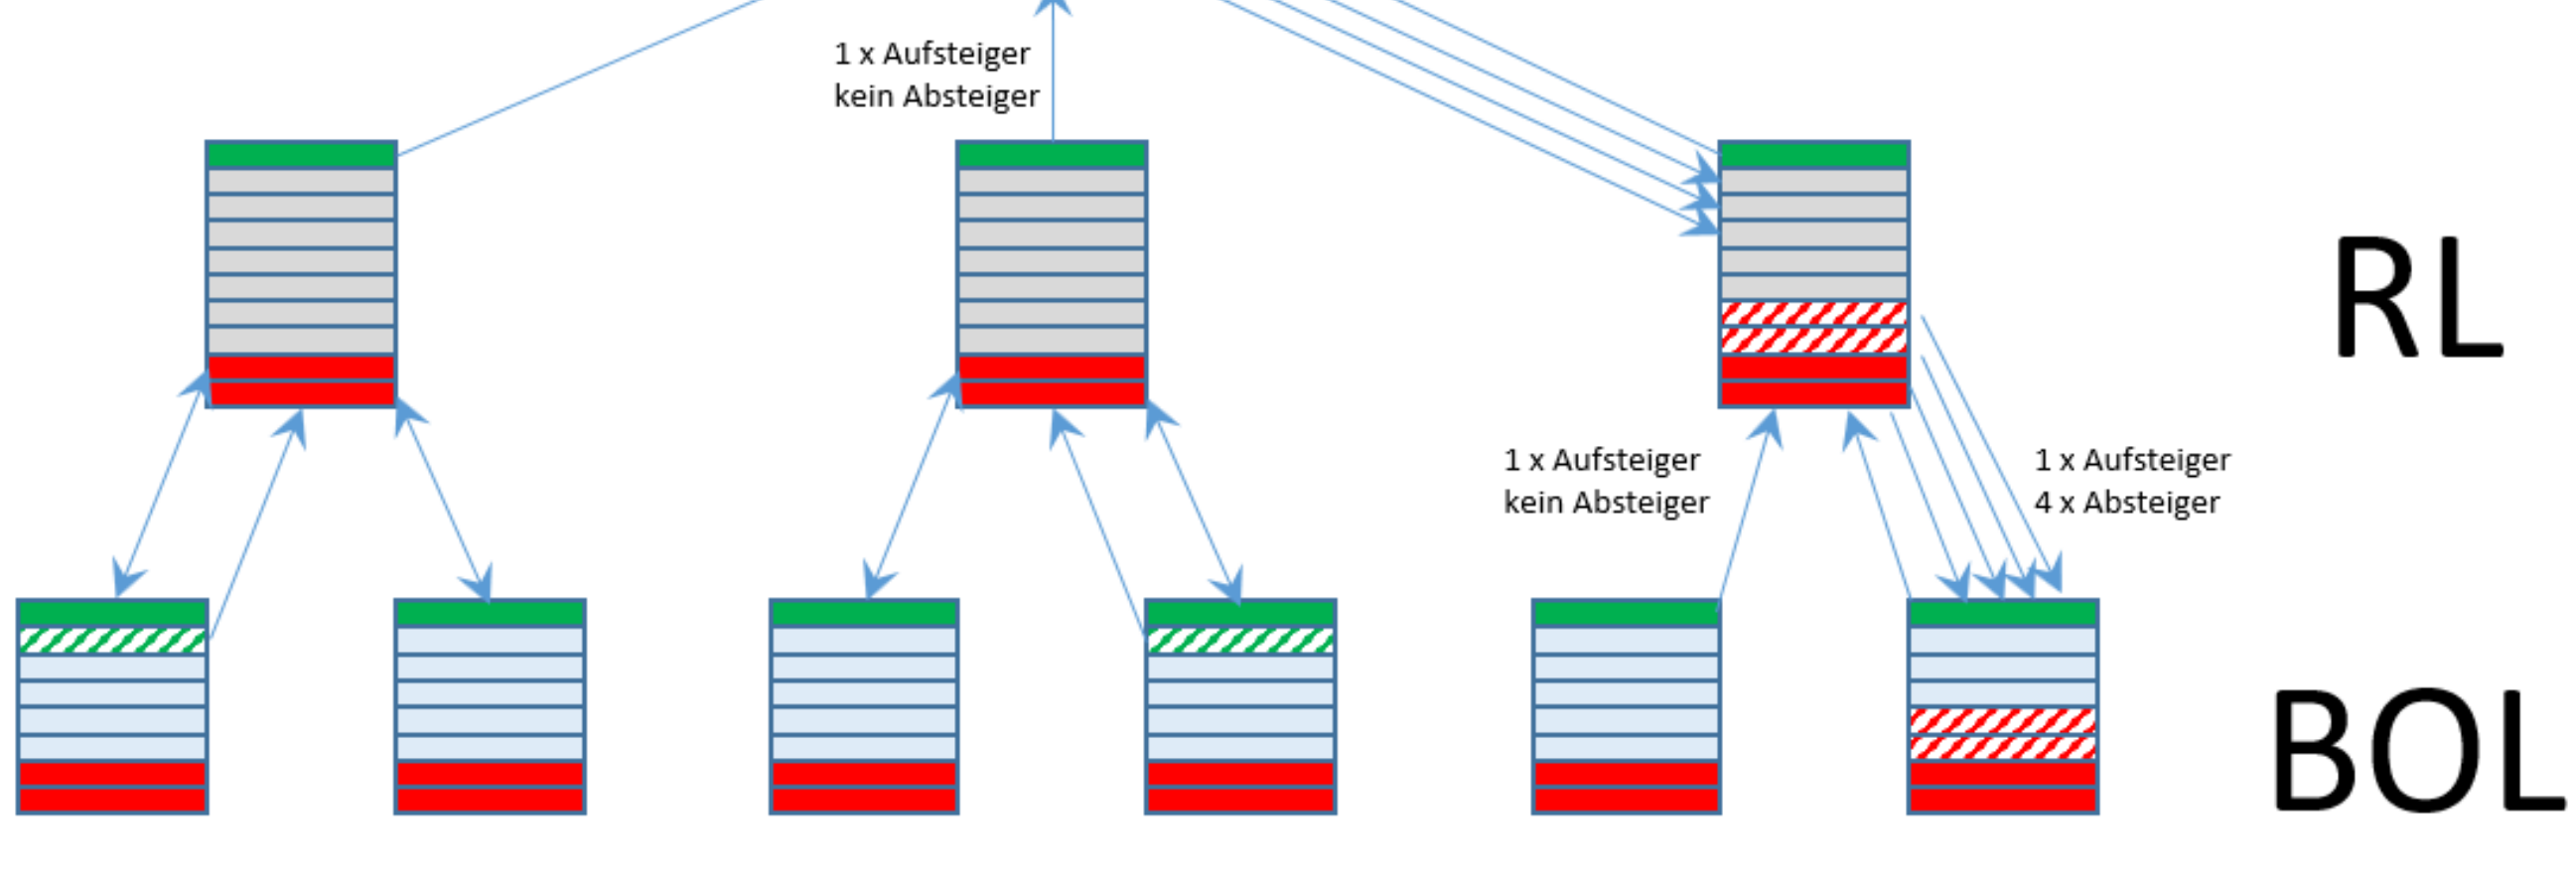 1 x Aufsteiger
kein Absteiger
RL
1 x Aufsteiger
kein Absteiger
1 x Aufsteiger
4 x Absteiger
BOL